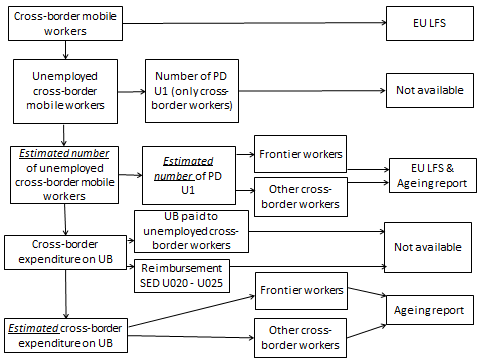 Cross-border mobile
workers
EU LFS
Unemployed
cross-border
mobile workers
Number of PD
U1 (only cross-
border workers)
Not available
Estimated number
of unemployed
cross-border mobile
workers
Estimated
number of PD
U1
Frontier workers
Other cross-
border workers
EU LFS &
Ageing report
Cross-border
expenditure on UB
UB paid to
unemployed cross-
border workers
Reimbursement
SED U020 - U025
Not available
Estimated cross-border
expenditure on UB
Frontier workers
Other cross-
border workers
Ageing report